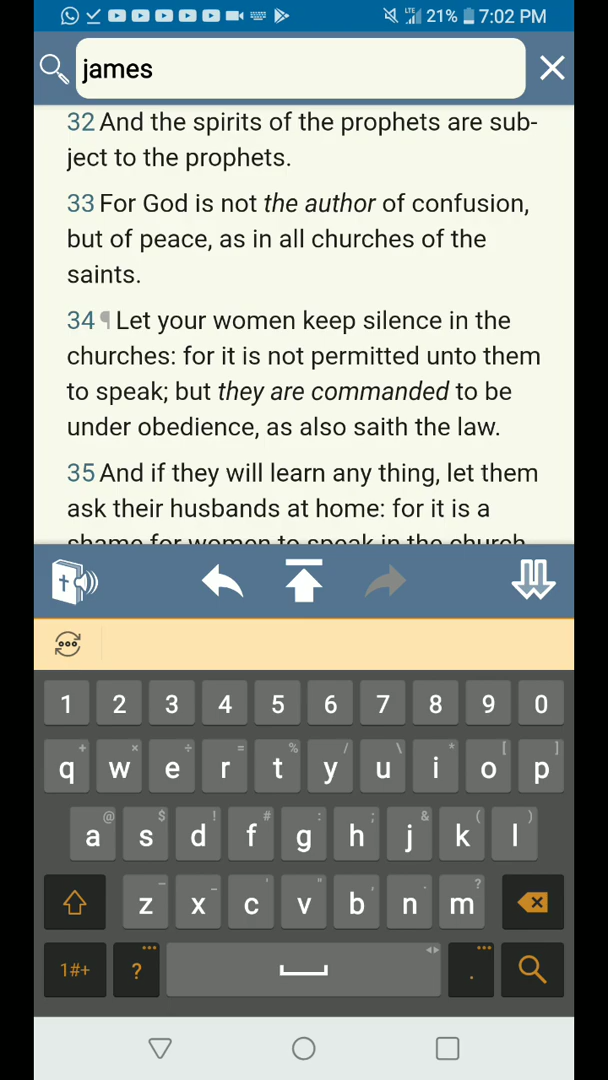 LTE 21% 7:02 PM
james
32 And the spirits of the prophets are sub-
ject to the prophets.
33 For God is not the author of confusion,
but of peace, as in all churches of the
saints.
34 ¶ Let your women keep silence in the
churches: for it is not permitted unto them
to speak; but they are commanded to be
under obedience, as also saith the law.
35 And if they will learn any thing, let them
ask their husbands at home: for it is a
shame for women to speak in the church.
1 2 3 4 5 6 7 8 9 0
+ × ÷ = % / \ * [ ]
q w e r t y u i o p
@ $ ! # : ; & ( )
a s d f g h j k l
- _ ' " , . ?
z x c v b n m
1#+ ? .